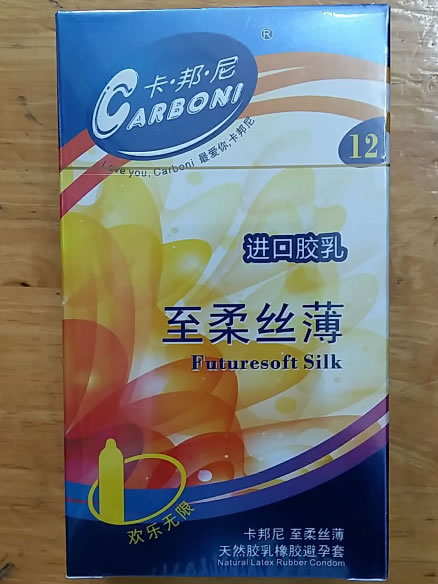 卡·邦·尼
®
CARBONI
Love you, Carboni 最爱你,卡邦尼
12
进口胶乳
至柔丝薄
Futuresoft Silk
欢乐无限
卡邦尼 至柔丝薄
天然胶乳橡胶避孕套
Natural Latex Rubber Condom